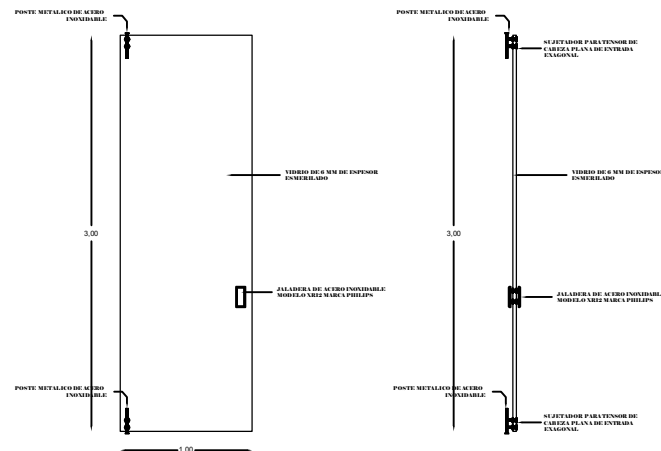 POSTE METALICO DE ACERO
INOXIDABLE
3,00
VIDRIO DE 6 MM DE ESPESOR
ESMERILADO
JALADERA DE ACERO INOXIDABLE
MODELO XR12 MARCA PHILIPS
POSTE METALICO DE ACERO
INOXIDABLE
1,00
POSTE METALICO DE ACERO
INOXIDABLE
SUJETADOR PARA TENSOR DE
CABEZA PLANA DE ENTRADA
EXAGONAL
3,00
VIDRIO DE 6 MM DE ESPESOR
ESMERILADO
JALADERA DE ACERO INOXIDABLE
MODELO XR12 MARCA PHILIPS
POSTE METALICO DE ACERO
INOXIDABLE
SUJETADOR PARA TENSOR DE
CABEZA PLANA DE ENTRADA
EXAGONAL